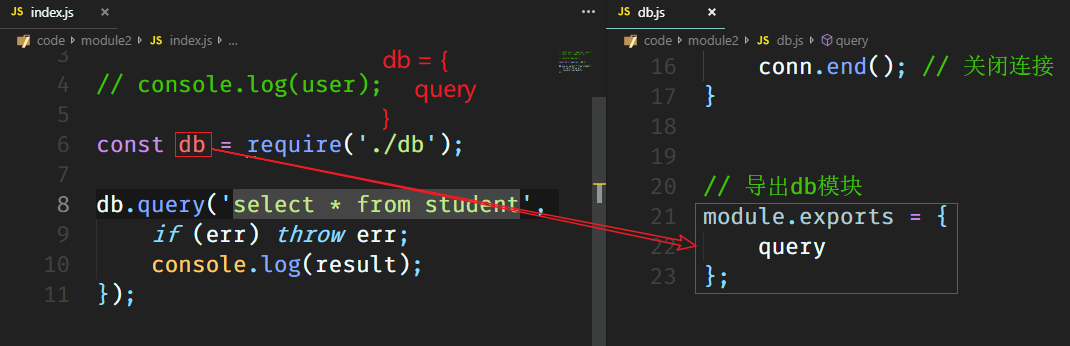 JS index.js ×
code ▸ module2 ▸ JS index.js ▸ ...
3
4 // console.log(user);
5
6 const db = require('./db');
7
8 db.query('select * from student',
9 if (err) throw err;
10 console.log(result);
11 });
db = {
query
}
JS db.js ×
code ▸ module2 ▸ JS db.js ▸ query
16 conn.end(); // 关闭连接
17 }
18
19
20 // 导出db模块
21 module.exports = {
22 query
23 };